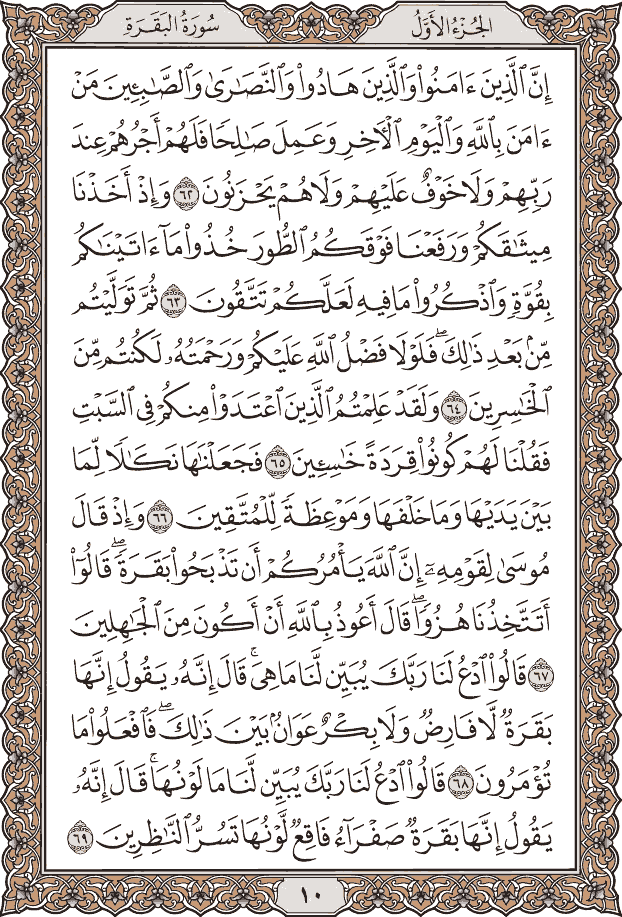 الجُزْءُ الأَوَّلُ
سُورَةُ البَقَرَةِ
إِنَّ ٱلَّذِينَ ءَامَنُوا۟ وَٱلَّذِينَ هَادُوا۟ وَٱلنَّصَـٰرَىٰ وَٱلصَّـٰبِـِٔينَ مَنْ
ءَامَنَ بِٱللَّهِ وَٱلْيَوْمِ ٱلْـَٔاخِرِ وَعَمِلَ صَـٰلِحًا فَلَهُمْ أَجْرُهُمْ عِندَ
رَبِّهِمْ وَلَا خَوْفٌ عَلَيْهِمْ وَلَا هُمْ يَحْزَنُونَ ٦٢ وَإِذْ أَخَذْنَا
مِيثَـٰقَكُمْ وَرَفَعْنَا فَوْقَكُمُ ٱلطُّورَ خُذُوا۟ مَآ ءَاتَيْنَـٰكُم
بِقُوَّةٍ وَٱذْكُرُوا۟ مَا فِيهِ لَعَلَّكُمْ تَتَّقُونَ ٦٣ ثُمَّ تَوَلَّيْتُم
مِّنۢ بَعْدِ ذَٰلِكَ ۖ فَلَوْلَا فَضْلُ ٱللَّهِ عَلَيْكُمْ وَرَحْمَتُهُۥ لَكُنتُم مِّنَ
ٱلْخَـٰسِرِينَ ٦٤ وَلَقَدْ عَلِمْتُمُ ٱلَّذِينَ ٱعْتَدَوْا۟ مِنكُمْ فِى ٱلسَّبْتِ
فَقُلْنَا لَهُمْ كُونُوا۟ قِرَدَةً خَـٰسِـِٔينَ ٦٥ فَجَعَلْنَـٰهَا نَكَـٰلًا لِّمَا
بَيْنَ يَدَيْهَا وَمَا خَلْفَهَا وَمَوْعِظَةً لِّلْمُتَّقِينَ ٦٦ وَإِذْ قَالَ
مُوسَىٰ لِقَوْمِهِۦٓ إِنَّ ٱللَّهَ يَأْمُرُكُمْ أَن تَذْبَحُوا۟ بَقَرَةً ۖ قَالُوٓا۟
أَتَتَّخِذُنَا هُزُوًا ۖ قَالَ أَعُوذُ بِٱللَّهِ أَنْ أَكُونَ مِنَ ٱلْجَـٰهِلِينَ
٦٧ قَالُوا۟ ٱدْعُ لَنَا رَبَّكَ يُبَيِّن لَّنَا مَا هِىَ ۚ قَالَ إِنَّهُۥ يَقُولُ إِنَّهَا
بَقَرَةٌ لَّا فَارِضٌ وَلَا بِكْرٌ عَوَانٌۢ بَيْنَ ذَٰلِكَ ۖ فَٱفْعَلُوا۟ مَا
تُؤْمَرُونَ ٦٨ قَالُوا۟ ٱدْعُ لَنَا رَبَّكَ يُبَيِّن لَّنَا مَا لَوْنُهَا ۚ قَالَ إِنَّهُۥ
يَقُولُ إِنَّهَا بَقَرَةٌ صَفْرَآءُ فَاقِعٌ لَّوْنُهَا تَسُرُّ ٱلنَّـٰظِرِينَ ٦٩
١٠